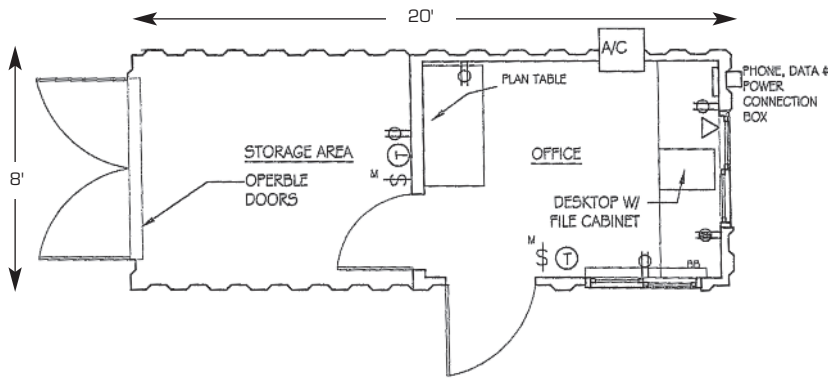 20'
A/C
PHONE, DATA &
POWER
CONNECTION
BOX
PLAN TABLE
8'
STORAGE AREA
T
OFFICE
M
S
OPERBLE
DOORS
DESKTOP W/
FILE CABINET
M
S
T
BB